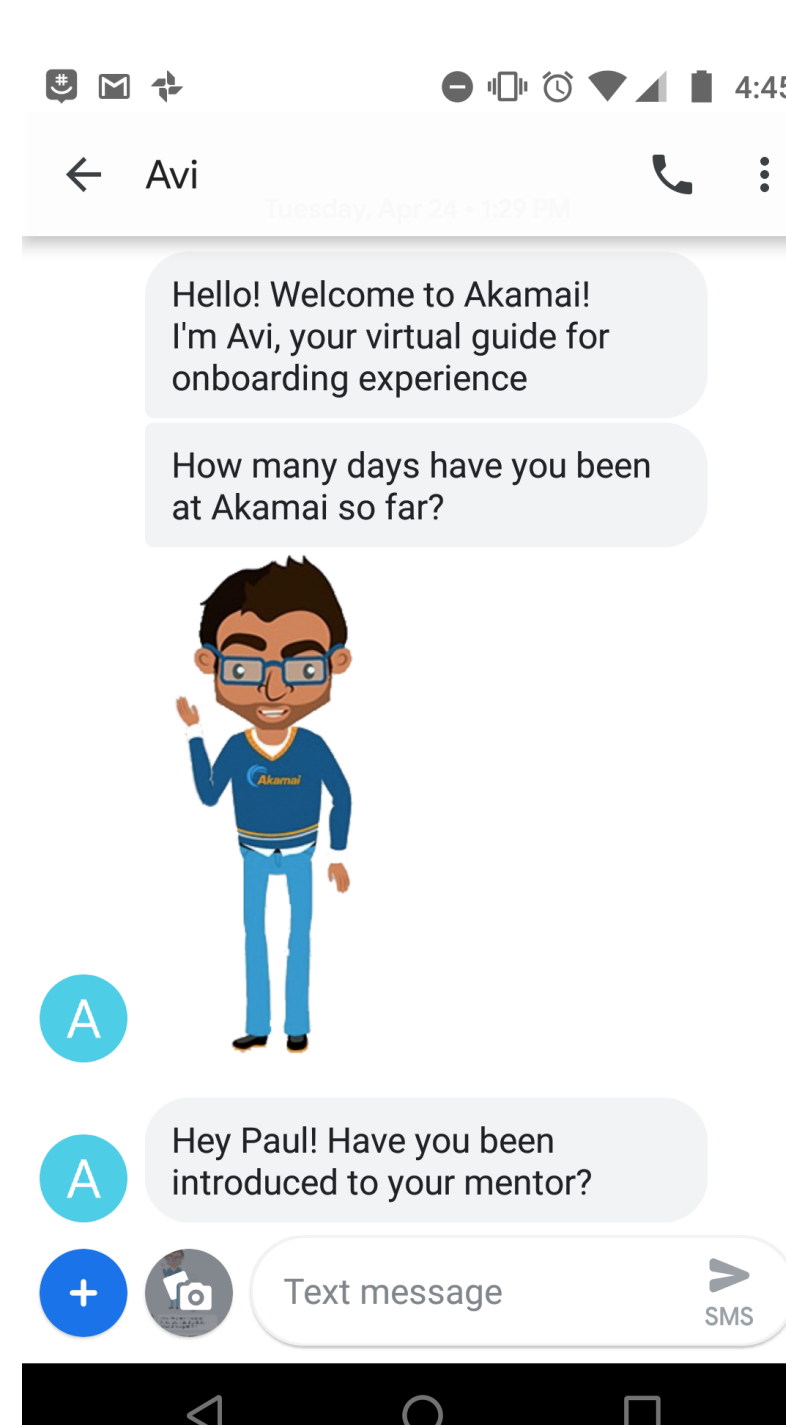 4:45
Avi
Tuesday, Apr 24 • 1:29 PM
Hello! Welcome to Akamai!
I'm Avi, your virtual guide for
onboarding experience
How many days have you been
at Akamai so far?
Akamai
A
Hey Paul! Have you been
introduced to your mentor?
A
Text message
SMS